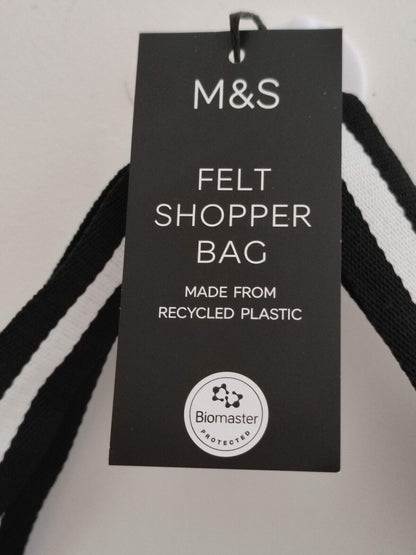 M&S
FELT
SHOPPER
BAG
MADE FROM
RECYCLED PLASTIC
Biomaster
PROTECTED